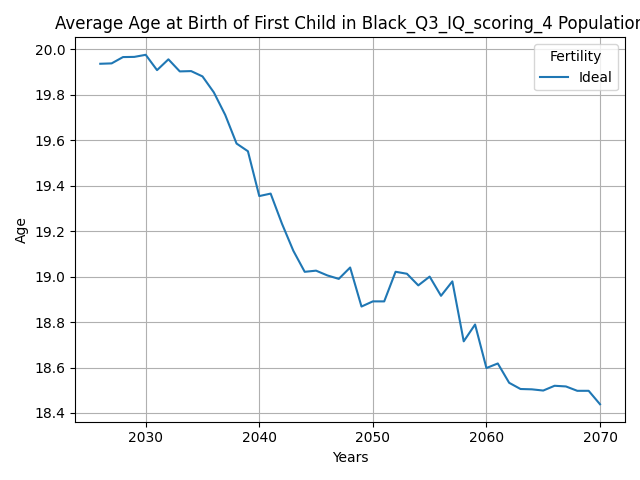 Average Age at Birth of First Child in Black_Q3_IQ_scoring_4 Population
Fertility
Ideal
20.0
19.8
19.6
19.4
19.2
19.0
18.8
18.6
18.4
Age
2030 2040 2050 2060 2070
Years